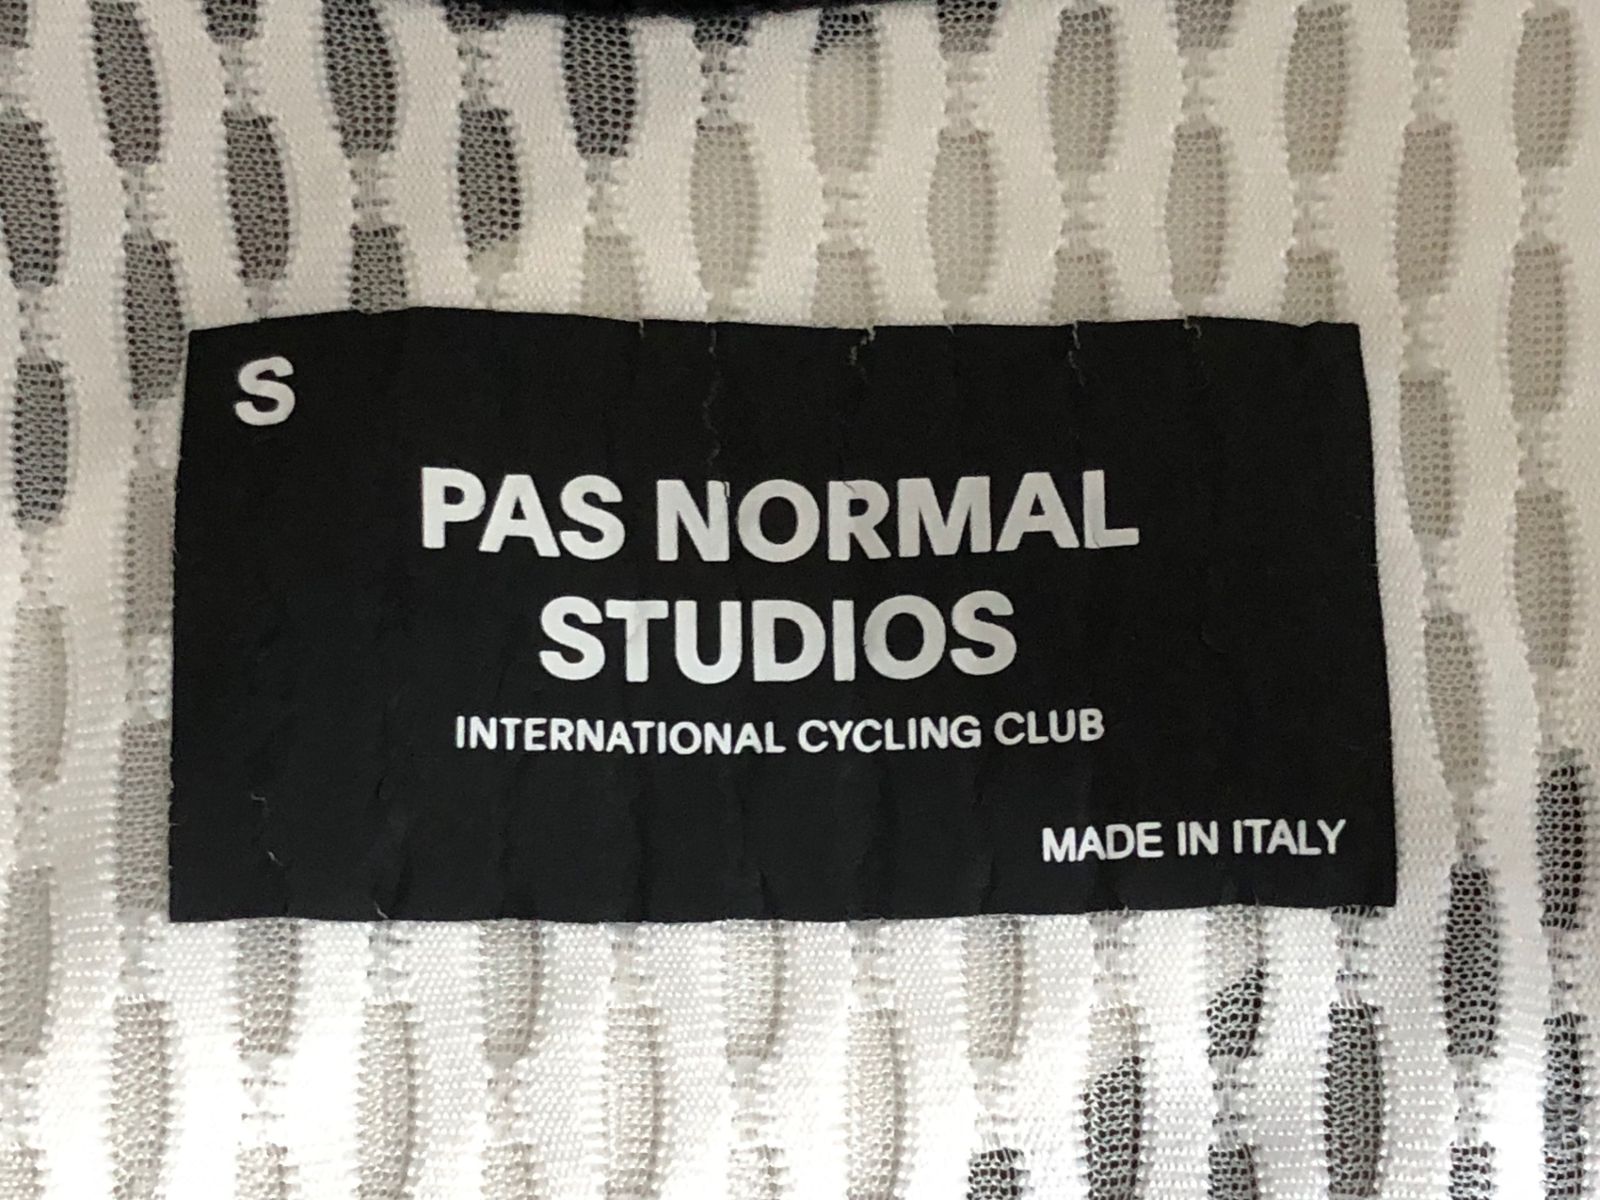 S
PAS NORMAL
STUDIOS
INTERNATIONAL CYCLING CLUB
MADE IN ITALY